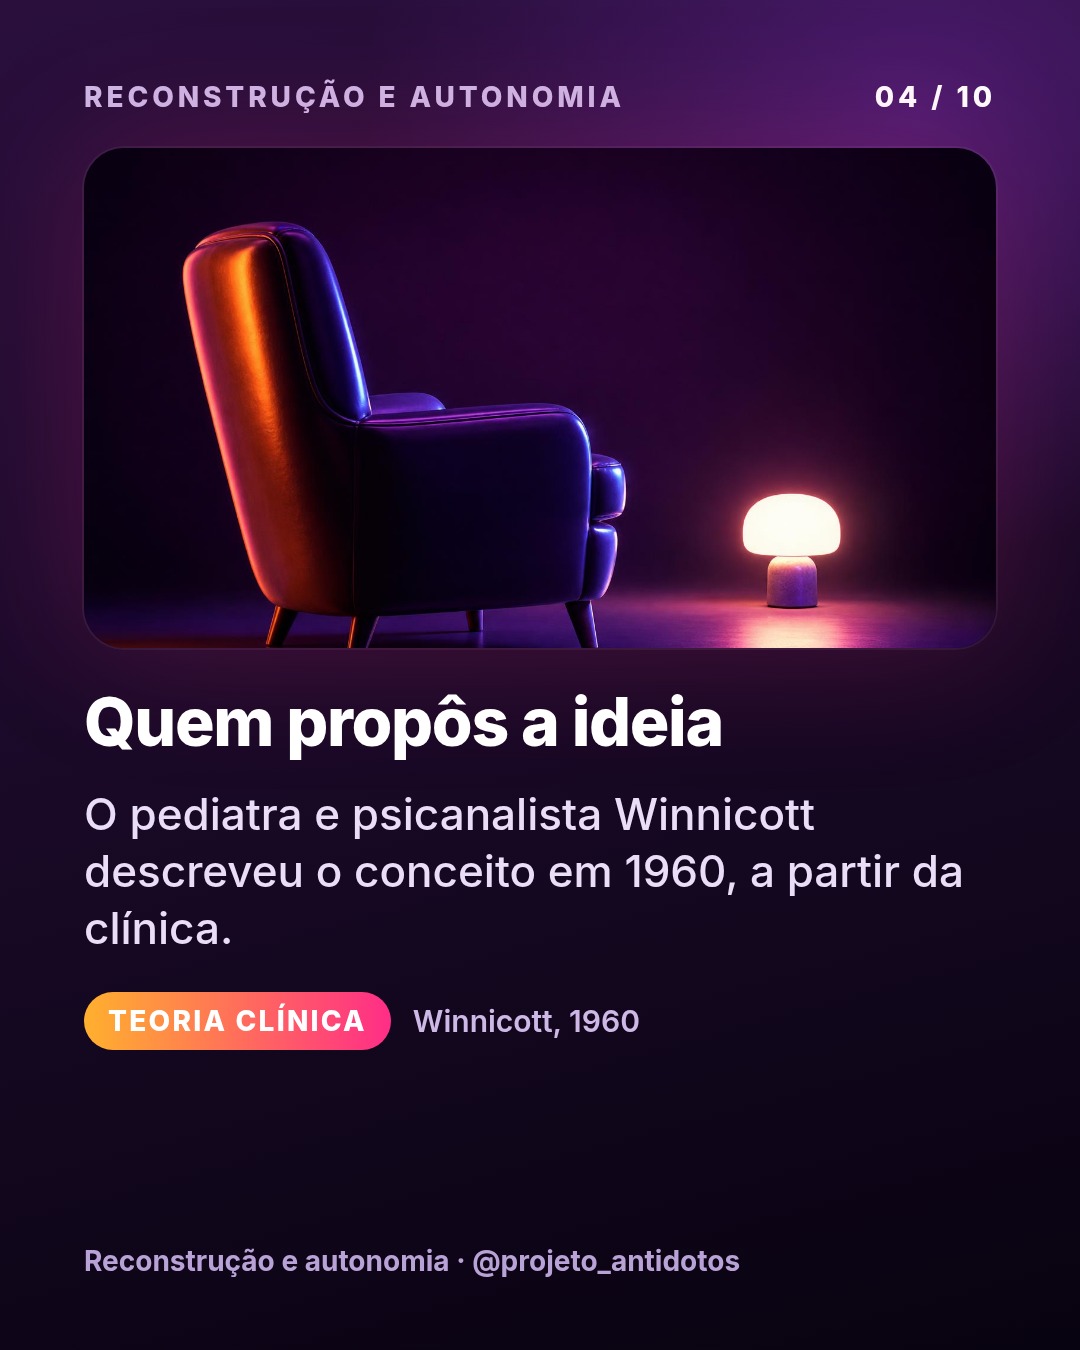 RECONSTRUÇÃO E AUTONOMIA
04 / 10
Quem propôs a ideia
O pediatra e psicanalista Winnicott
descreveu o conceito em 1960, a partir da
clínica.
TEORIA CLÍNICA
Winnicott, 1960
Reconstrução e autonomia · @projeto_antidotos